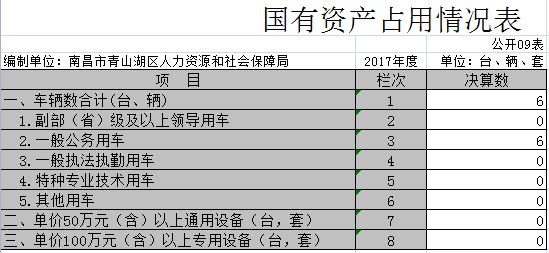 国有资产占用情况表
公开09表
编制单位：南昌市青山湖区人力资源和社会保障局 2017年度 单位：台、辆、套
项 目 栏次 决算数
一、车辆数合计(台、辆) 1 6
1.副部（省）级及以上领导用车 2 0
2.一般公务用车 3 6
3.一般执法执勤用车 4 0
4.特种专业技术用车 5 0
5.其他用车 6 0
二、单价50万元（含）以上通用设备（台，套） 7 0
三、单价100万元（含）以上专用设备（台，套） 8 0